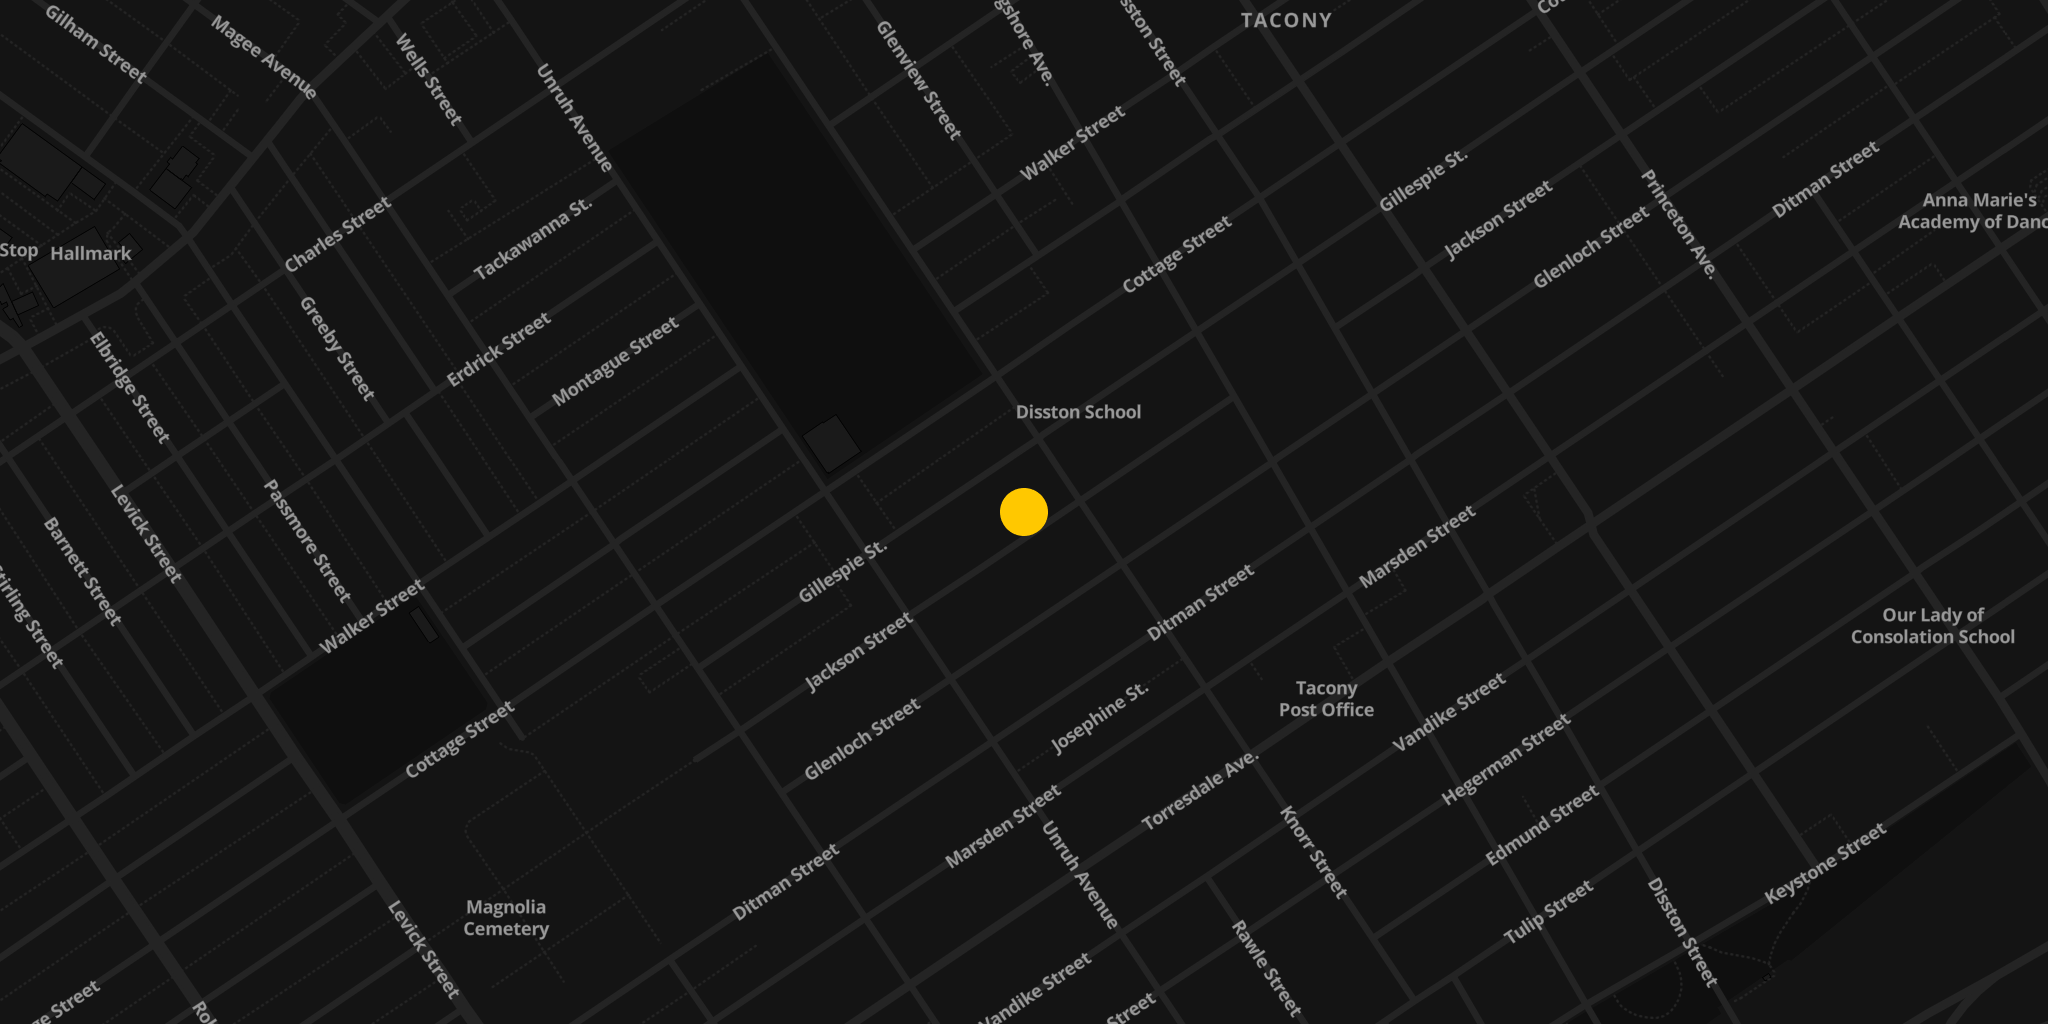 Gilham Street
Magee Avenue
Wells Street
Unruh Avenue
Glenview Street
gshore Ave.
sston Street
TACONY
Co
Walker Street
Gillespie St.
Jackson Street
Glenloch Street
Princeton Ave.
Ditman Street
Anna Marie's
Academy of Danc
Stop
Hallmark
Charles Street
Tackawanna St.
Cottage Street
Greeby Street
Erdrick Street
Montague Street
Elbridge Street
Disston School
Levick Street
Passmore Street
Barnett Street
tirling Street
Walker Street
Gillespie St.
Jackson Street
Ditman Street
Marsden Street
Our Lady of
Consolation School
Cottage Street
Glenloch Street
Josephine St.
Tacony
Post Office
Vandike Street
Hegerman Street
Torresdale Ave.
Marsden Street
Edmund Street
Knorr Street
Unruh Avenue
Ditman Street
Keystone Street
Magnolia
Cemetery
Levick Street
Tulip Street
Disston Street
Rawle Street
Vandike Street
Street
ge Street
Rol